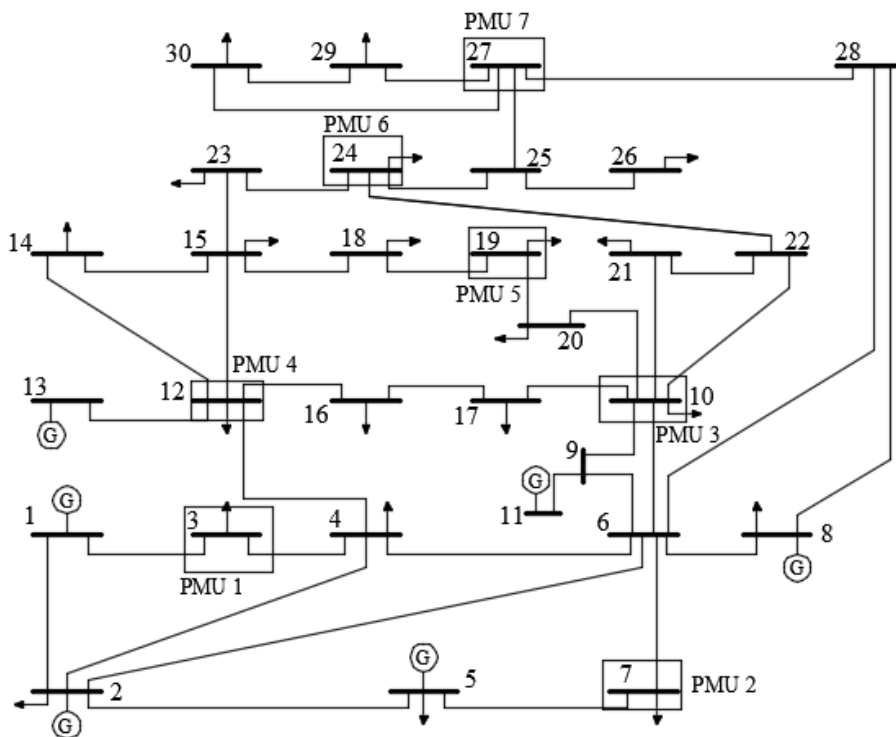 PMU 7
30 29 27 28
PMU 6
23 24 25 26
14 15 18 19 21 22
PMU 5
20
PMU 4
13 12 16 17 10
G
PMU 3
9
G G
1 3 4 11 6 8
G
PMU 1
G
2 5 7 PMU 2
G